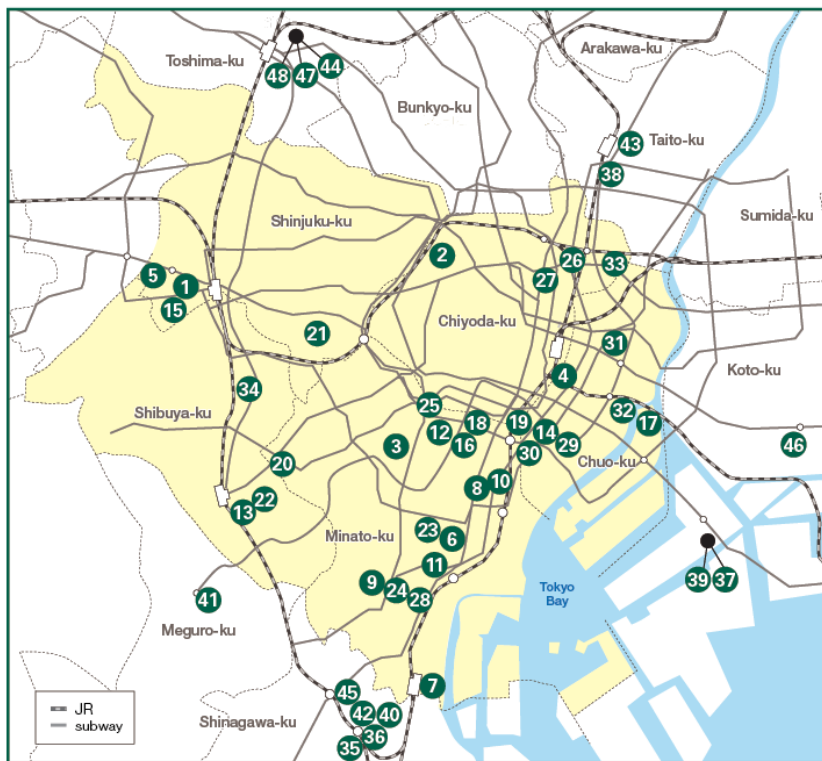 Toshima-ku
48 47 44
Arakawa-ku
Bunkyo-ku
43
Taito-ku
38
Shinjuku-ku
Sumida-ku
2
26 33
5
1
27
15
Chiyoda-ku
21
31
4
Koto-ku
34
25
32
17
Shibuya-ku
18
19
12
14
3
16
29
46
30
Chuo-ku
20
10
8
22
13
Minato-ku
23
6
11
Tokyo
Bay
9
24
28
39 37
41
Meguro-ku
7
45
JR
subway
Shinagawa-ku
42 40
36
35